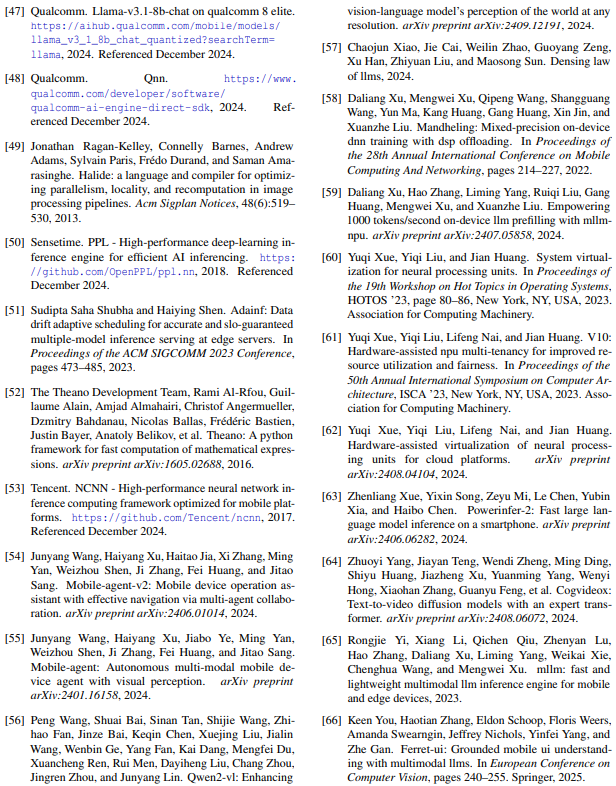 [47] Qualcomm. Llama-v3.1-8b-chat on qualcomm 8 elite.
https://aihub.qualcomm.com/mobile/models/
llama_v3_1_8b_chat_quantized?searchTerm=
llama, 2024. Referenced December 2024.
[48] Qualcomm. Qnn. https://www.
qualcomm.com/developer/software/
qualcomm-ai-engine-direct-sdk, 2024. Ref-
erenced December 2024.
[49] Jonathan Ragan-Kelley, Connelly Barnes, Andrew
Adams, Sylvain Paris, Frédo Durand, and Saman Ama-
rasinghe. Halide: a language and compiler for optimiz-
ing parallelism, locality, and recomputation in image
processing pipelines. Acm Sigplan Notices, 48(6):519–
530, 2013.
[50] Sensetime. PPL - High-performance deep-learning in-
ference engine for efficient AI inferencing. https:
//github.com/OpenPPL/ppl.nn, 2018. Referenced
December 2024.
[51] Sudipta Saha Shubha and Haiying Shen. Adainf: Data
drift adaptive scheduling for accurate and slo-guaranteed
multiple-model inference serving at edge servers. In
Proceedings of the ACM SIGCOMM 2023 Conference,
pages 473–485, 2023.
[52] The Theano Development Team, Rami Al-Rfou, Guil-
laume Alain, Amjad Almahairi, Christof Angermueller,
Dzmitry Bahdanau, Nicolas Ballas, Frédéric Bastien,
Justin Bayer, Anatoly Belikov, et al. Theano: A python
framework for fast computation of mathematical expres-
sions. arXiv preprint arXiv:1605.02688, 2016.
[53] Tencent. NCNN - High-performance neural network in-
ference computing framework optimized for mobile plat-
forms. https://github.com/Tencent/ncnn, 2017.
Referenced December 2024.
[54] Junyang Wang, Haiyang Xu, Haitao Jia, Xi Zhang, Ming
Yan, Weizhou Shen, Ji Zhang, Fei Huang, and Jitao
Sang. Mobile-agent-v2: Mobile device operation as-
sistant with effective navigation via multi-agent collabo-
ration. arXiv preprint arXiv:2406.01014, 2024.
[55] Junyang Wang, Haiyang Xu, Jiabo Ye, Ming Yan,
Weizhou Shen, Ji Zhang, Fei Huang, and Jitao Sang.
Mobile-agent: Autonomous multi-modal mobile de-
vice agent with visual perception. arXiv preprint
arXiv:2401.16158, 2024.
[56] Peng Wang, Shuai Bai, Sinan Tan, Shijie Wang, Zhi-
hao Fan, Jinze Bai, Keqin Chen, Xuejing Liu, Jialin
Wang, Wenbin Ge, Yang Fan, Kai Dang, Mengfei Du,
Xuancheng Ren, Rui Men, Dayiheng Liu, Chang Zhou,
Jingren Zhou, and Junyang Lin. Qwen2-vl: Enhancing
vision-language model's perception of the world at any
resolution. arXiv preprint arXiv:2409.12191, 2024.
[57] Chaojun Xiao, Jie Cai, Weilin Zhao, Guoyang Zeng,
Xu Han, Zhiyuan Liu, and Maosong Sun. Densing law
of llms, 2024.
[58] Daliang Xu, Mengwei Xu, Qipeng Wang, Shangguang
Wang, Yun Ma, Kang Huang, Gang Huang, Xin Jin, and
Xuanzhe Liu. Mandheling: Mixed-precision on-device
dnn training with dsp offloading. In Proceedings of
the 28th Annual International Conference on Mobile
Computing And Networking, pages 214–227, 2022.
[59] Daliang Xu, Hao Zhang, Liming Yang, Ruiqi Liu, Gang
Huang, Mengwei Xu, and Xuanzhe Liu. Empowering
1000 tokens/second on-device llm prefilling with mllm-
npu. arXiv preprint arXiv:2407.05858, 2024.
[60] Yuqi Xue, Yiqi Liu, and Jian Huang. System virtual-
ization for neural processing units. In Proceedings of
the 19th Workshop on Hot Topics in Operating Systems,
HOTOS '23, page 80–86, New York, NY, USA, 2023.
Association for Computing Machinery.
[61] Yuqi Xue, Yiqi Liu, Lifeng Nai, and Jian Huang. V10:
Hardware-assisted npu multi-tenancy for improved re-
source utilization and fairness. In Proceedings of the
50th Annual International Symposium on Computer Ar-
chitecture, ISCA '23, New York, NY, USA, 2023. Asso-
ciation for Computing Machinery.
[62] Yuqi Xue, Yiqi Liu, Lifeng Nai, and Jian Huang.
Hardware-assisted virtualization of neural process-
ing units for cloud platforms. arXiv preprint
arXiv:2408.04104, 2024.
[63] Zhenliang Xue, Yixin Song, Zeyu Mi, Le Chen, Yubin
Xia, and Haibo Chen. Powerinfer-2: Fast large lan-
guage model inference on a smartphone. arXiv preprint
arXiv:2406.06282, 2024.
[64] Zhuoyi Yang, Jiayan Teng, Wendi Zheng, Ming Ding,
Shiyu Huang, Jiazheng Xu, Yuanming Yang, Wenyi
Hong, Xiaohan Zhang, Guanyu Feng, et al. Cogvideox:
Text-to-video diffusion models with an expert trans-
former. arXiv preprint arXiv:2408.06072, 2024.
[65] Rongjie Yi, Xiang Li, Qichen Qiu, Zhenyan Lu,
Hao Zhang, Daliang Xu, Liming Yang, Weikai Xie,
Chenghua Wang, and Mengwei Xu. mllm: fast and
lightweight multimodal llm inference engine for mobile
and edge devices, 2023.
[66] Keen You, Haotian Zhang, Eldon Schoop, Floris Weers,
Amanda Swearngin, Jeffrey Nichols, Yinfei Yang, and
Zhe Gan. Ferret-ui: Grounded mobile ui understand-
ing with multimodal llms. In European Conference on
Computer Vision, pages 240–255. Springer, 2025.